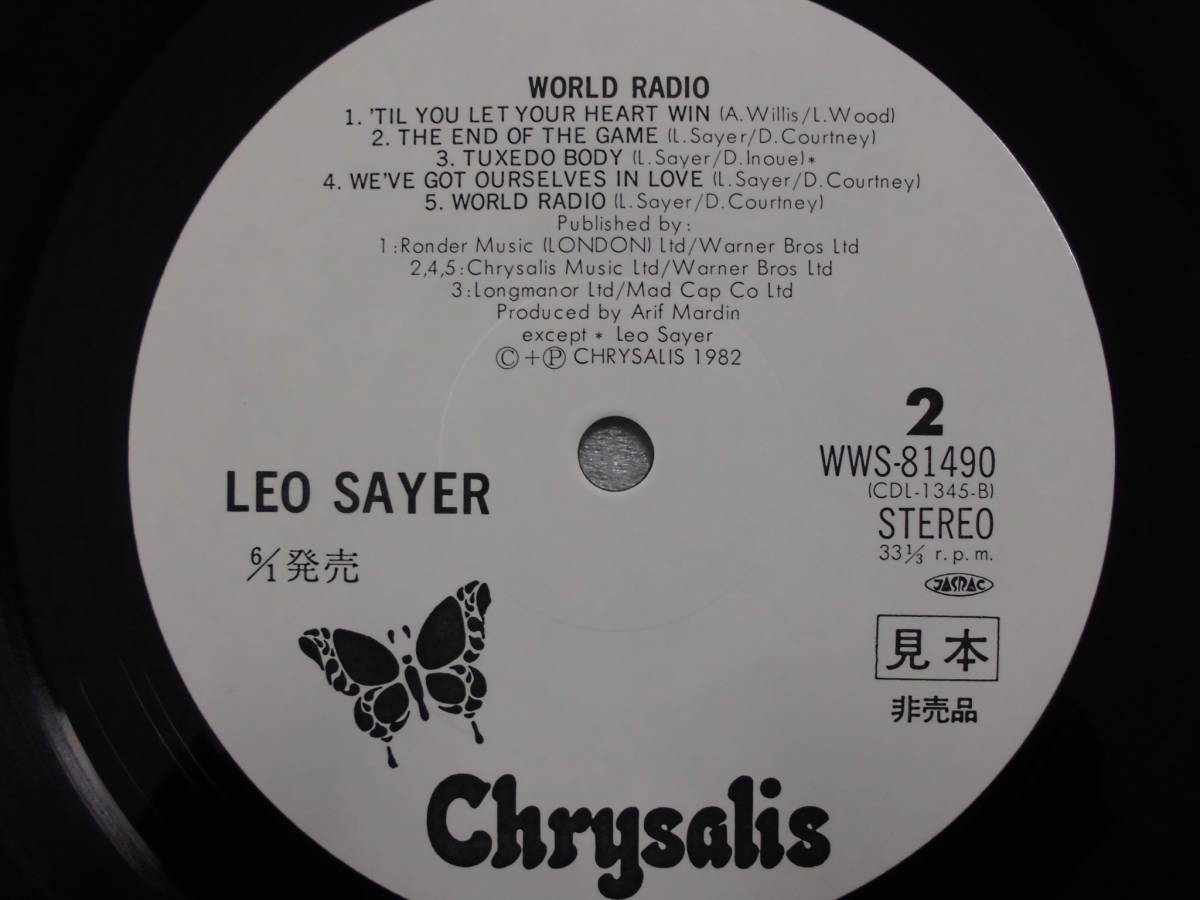 WORLD RADIO
1. 'TIL YOU LET YOUR HEART WIN (A. Willis/L. Wood)
2. THE END OF THE GAME (L. Sayer/D. Courtney)
3. TUXEDO BODY (L. Sayer/D. Inoue)*
4. WE'VE GOT OURSELVES IN LOVE (L. Sayer/D. Courtney)
5. WORLD RADIO (L. Sayer/D. Courtney)
Published by:
1:Ronder Music (LONDON) Ltd/Warner Bros Ltd
2,4,5:Chrysalis Music Ltd/Warner Bros Ltd
3:Longmanor Ltd/Mad Cap Co Ltd
Produced by Arif Mardin
except * Leo Sayer
Ⓒ+Ⓟ CHRYSALIS 1982
2
WWS-81490
(CDL-1345-B)
STEREO
33⅓ r. p. m.
JASRAC
見本
非売品
LEO SAYER
6/1発売
Chrysalis